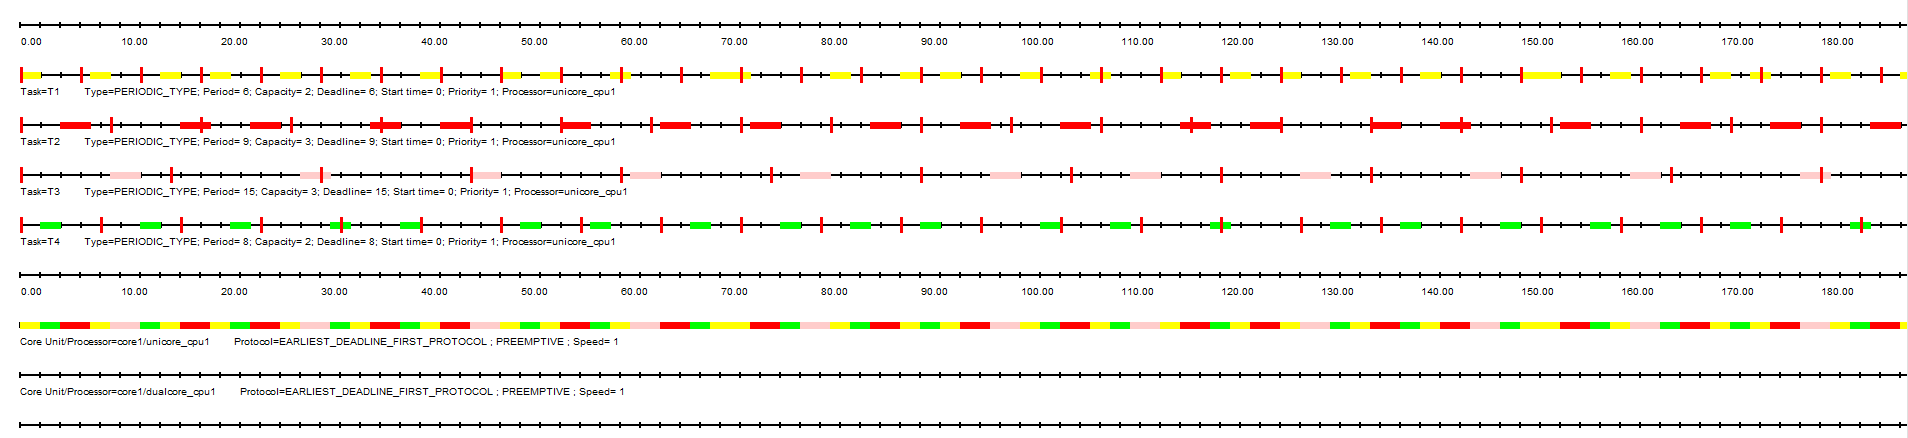 0.00 10.00 20.00 30.00 40.00 50.00 60.00 70.00 80.00 90.00 100.00 110.00 120.00 130.00 140.00 150.00 160.00 170.00 180.00
Task=T1 Type=PERIODIC_TYPE; Period= 6; Capacity= 2; Deadline= 6; Start time= 0; Priority= 1; Processor=unicore_cpu1
Task=T2 Type=PERIODIC_TYPE; Period= 9; Capacity= 3; Deadline= 9; Start time= 0; Priority= 1; Processor=unicore_cpu1
Task=T3 Type=PERIODIC_TYPE; Period= 15; Capacity= 3; Deadline= 15; Start time= 0; Priority= 1; Processor=unicore_cpu1
Task=T4 Type=PERIODIC_TYPE; Period= 8; Capacity= 2; Deadline= 8; Start time= 0; Priority= 1; Processor=unicore_cpu1
0.00 10.00 20.00 30.00 40.00 50.00 60.00 70.00 80.00 90.00 100.00 110.00 120.00 130.00 140.00 150.00 160.00 170.00 180.00
Core Unit/Processor=core1/unicore_cpu1 Protocol=EARLIEST_DEADLINE_FIRST_PROTOCOL ; PREEMPTIVE ; Speed= 1
Core Unit/Processor=core1/dualcore_cpu1 Protocol=EARLIEST_DEADLINE_FIRST_PROTOCOL ; PREEMPTIVE ; Speed= 1